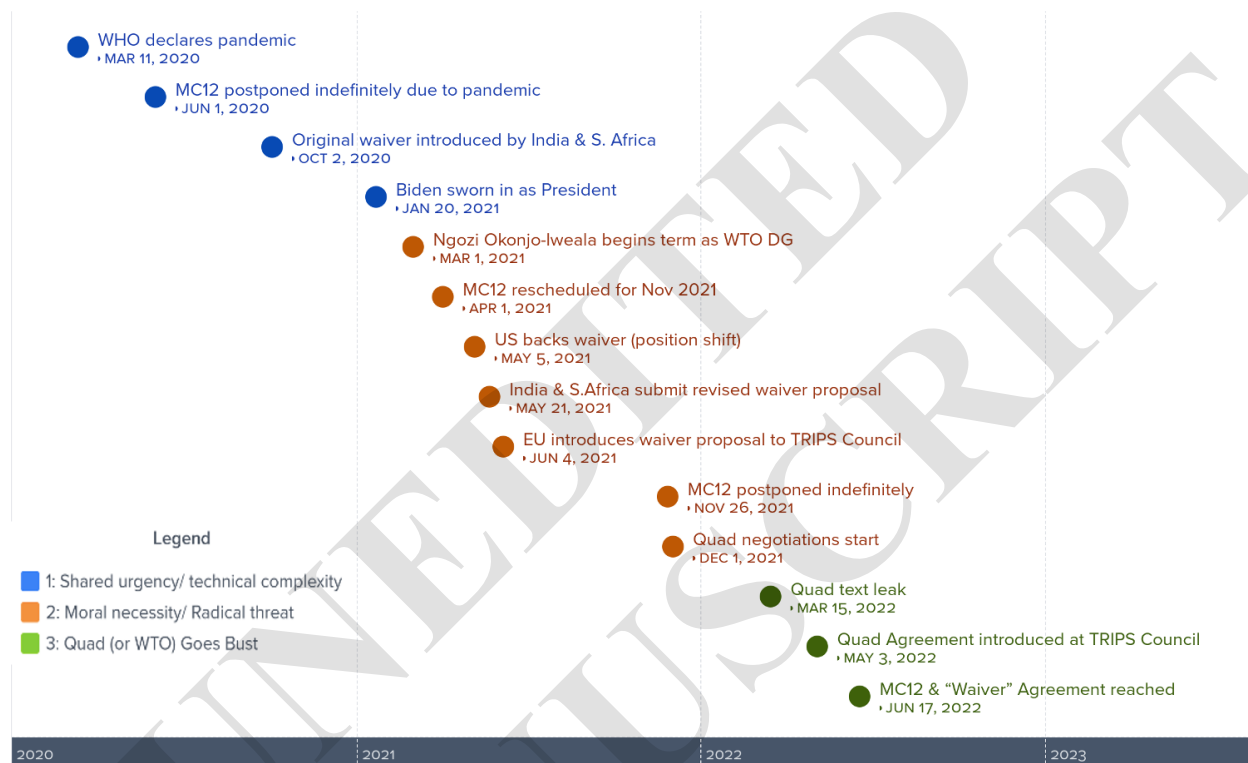 WHO declares pandemic
MAR 11, 2020
MC12 postponed indefinitely due to pandemic
JUN 1, 2020
Original waiver introduced by India & S. Africa
OCT 2, 2020
Biden sworn in as President
JAN 20, 2021
Ngozi Okonjo-Iweala begins term as WTO DG
MAR 1, 2021
MC12 rescheduled for Nov 2021
APR 1, 2021
US backs waiver (position shift)
MAY 5, 2021
India & S.Africa submit revised waiver proposal
MAY 21, 2021
EU introduces waiver proposal to TRIPS Council
JUN 4, 2021
MC12 postponed indefinitely
NOV 26, 2021
Quad negotiations start
DEC 1, 2021
Quad text leak
MAR 15, 2022
Quad Agreement introduced at TRIPS Council
MAY 3, 2022
MC12 & “Waiver” Agreement reached
JUN 17, 2022
Legend
1: Shared urgency/ technical complexity
2: Moral necessity/ Radical threat
3: Quad (or WTO) Goes Bust
2020 2021 2022 2023
UNEDITED
USCRIPT